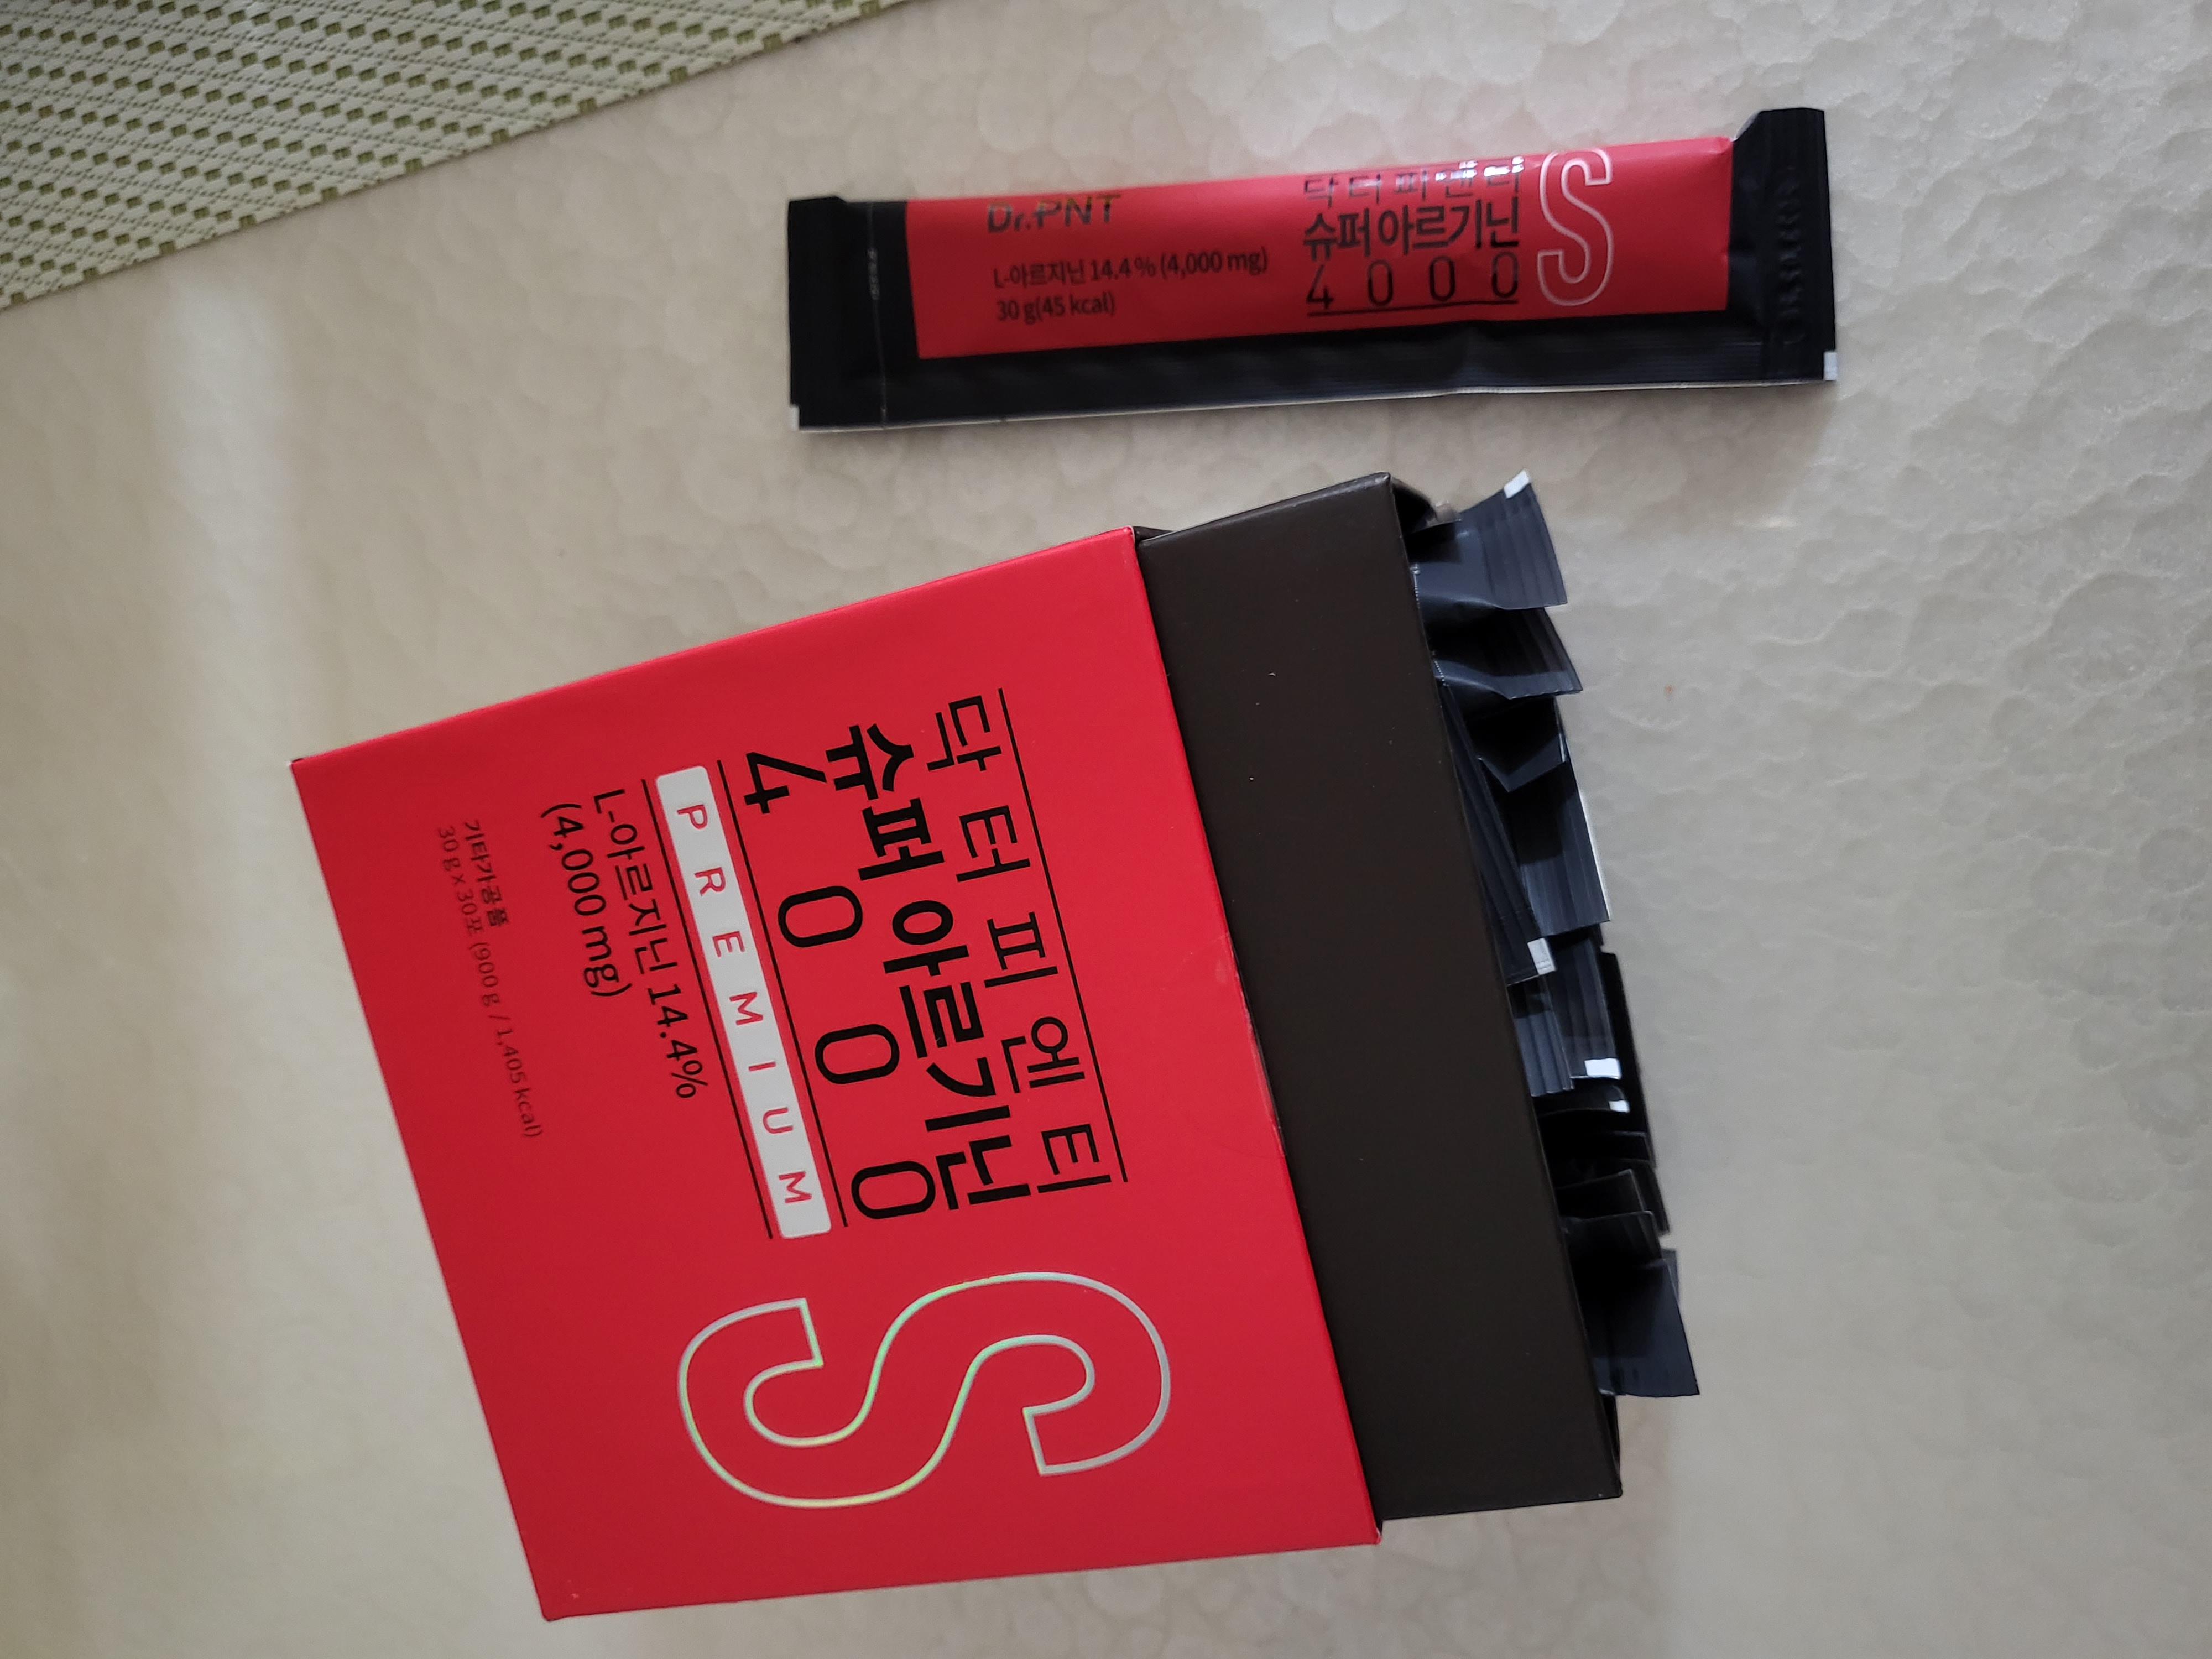 Dr.PNT
L-아르지닌 14.4 % (4,000 mg)
30 g(45 kcal)
닥터피엔티
슈퍼아르기닌
4000
S
닥터피엔티
슈퍼아르기닌
4000
PREMIUM
L-아르지닌 14.4%
(4,000 mg)
기타가공품
30 g x 30포 (900 g / 1,405 kcal)
S